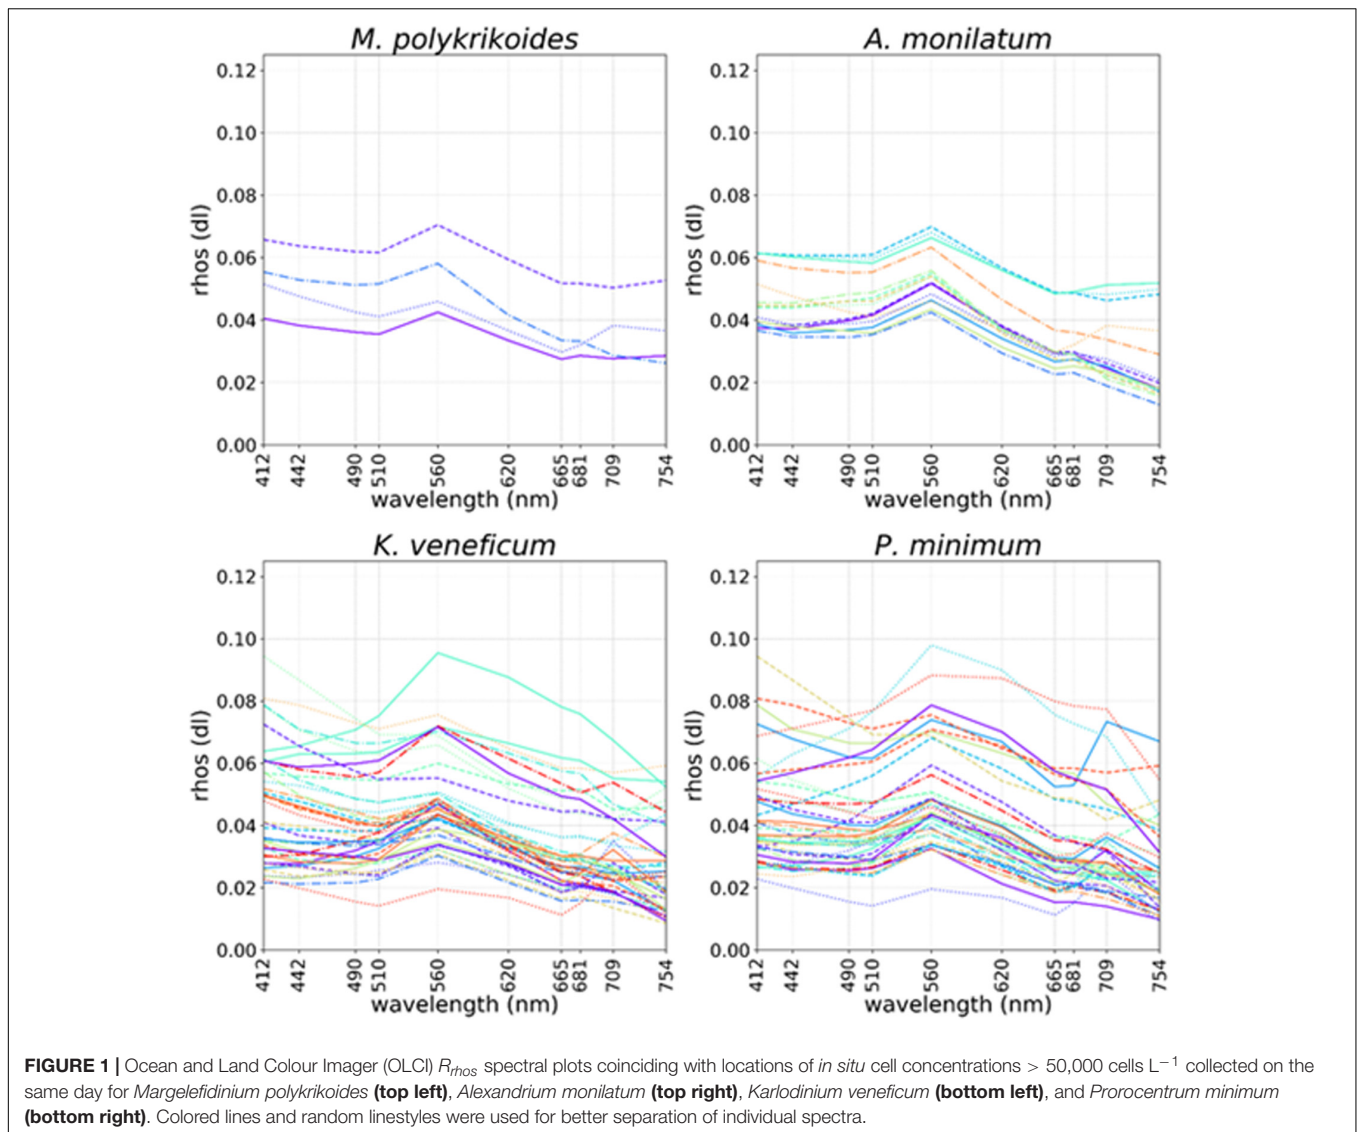 M. polykrikoides
A. monilatum
0.12
0.10
0.08
0.06
0.04
0.02
0.00
rhos (dl)
412 442 490 510 560 620 665 681 709 754
wavelength (nm)
0.12
0.10
0.08
0.06
0.04
0.02
0.00
rhos (dl)
412 442 490 510 560 620 665 681 709 754
wavelength (nm)
K. veneficum
P. minimum
0.12
0.10
0.08
0.06
0.04
0.02
0.00
rhos (dl)
412 442 490 510 560 620 665 681 709 754
wavelength (nm)
0.12
0.10
0.08
0.06
0.04
0.02
0.00
rhos (dl)
412 442 490 510 560 620 665 681 709 754
wavelength (nm)
FIGURE 1 | Ocean and Land Colour Imager (OLCI) Rrhos spectral plots coinciding with locations of in situ cell concentrations > 50,000 cells L−1 collected on the
same day for Margelefidinium polykrikoides (top left), Alexandrium monilatum (top right), Karlodinium veneficum (bottom left), and Prorocentrum minimum
(bottom right). Colored lines and random linestyles were used for better separation of individual spectra.